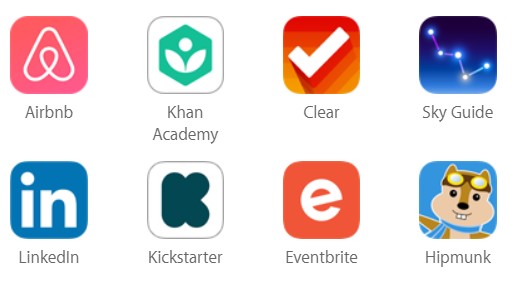 Airbnb
Khan
Academy
Clear
Sky Guide
in
e
LinkedIn
Kickstarter
Eventbrite
Hipmunk